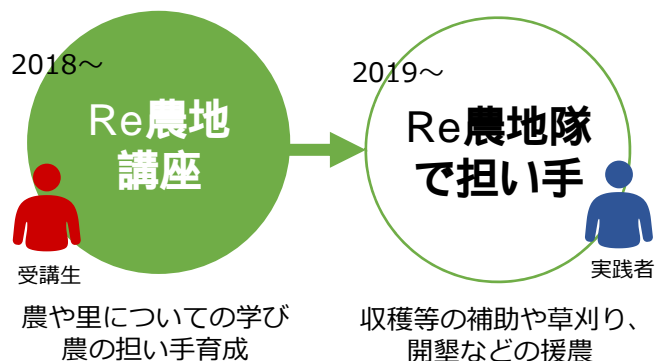 2018～
Re農地
講座
受講生
農や里についての学び
農の担い手育成
2019～
Re農地隊
で担い手
実践者
収穫等の補助や草刈り、
開墾などの援農